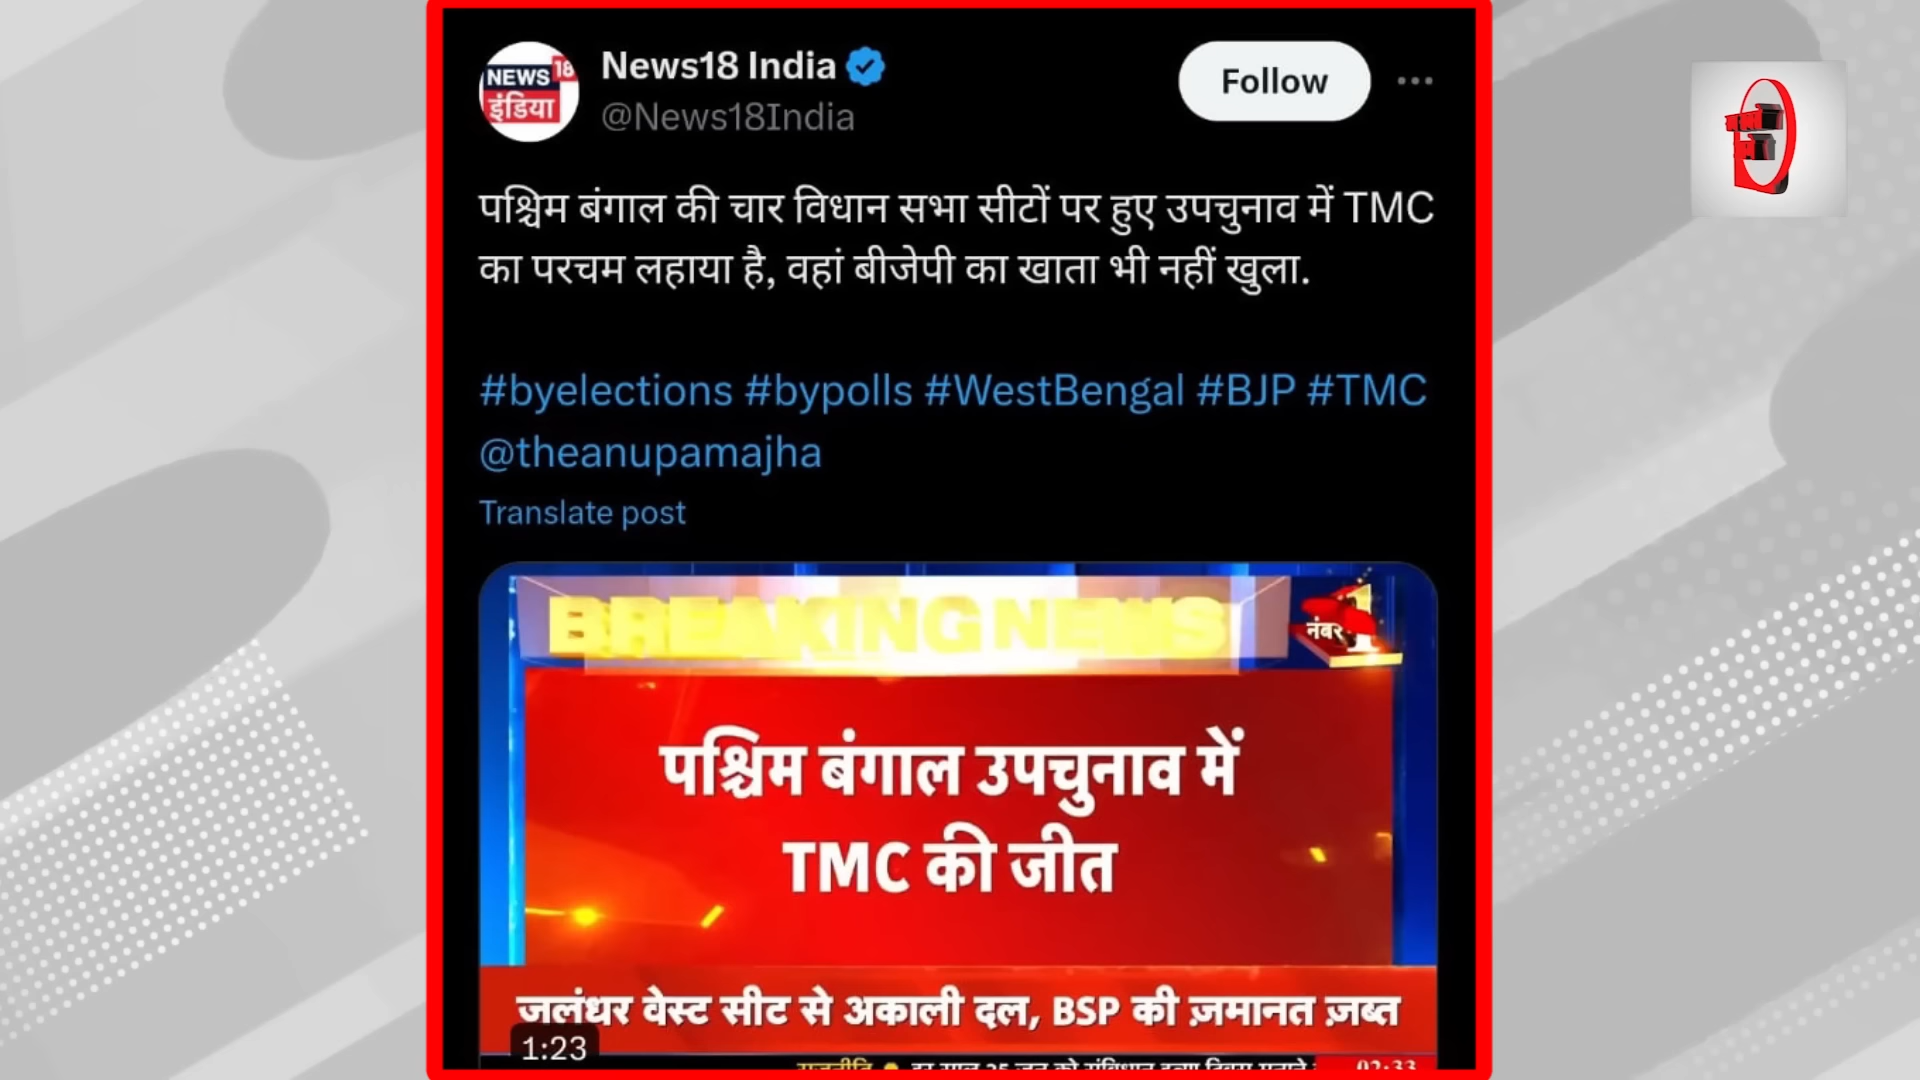 NEWS 18
इंडिया
News18 India
@News18India
Follow
पश्चिम बंगाल की चार विधान सभा सीटों पर हुए उपचुनाव में TMC
का परचम लहाया है, वहां बीजेपी का खाता भी नहीं खुला.
#byelections #bypolls #WestBengal #BJP #TMC
@theanupamajha
Translate post
BREAKING NEWS
नंबर 1
पश्चिम बंगाल उपचुनाव में
TMC की जीत
जलंधर वेस्ट सीट से अकाली दल, BSP की ज़मानत ज़ब्त
1:23